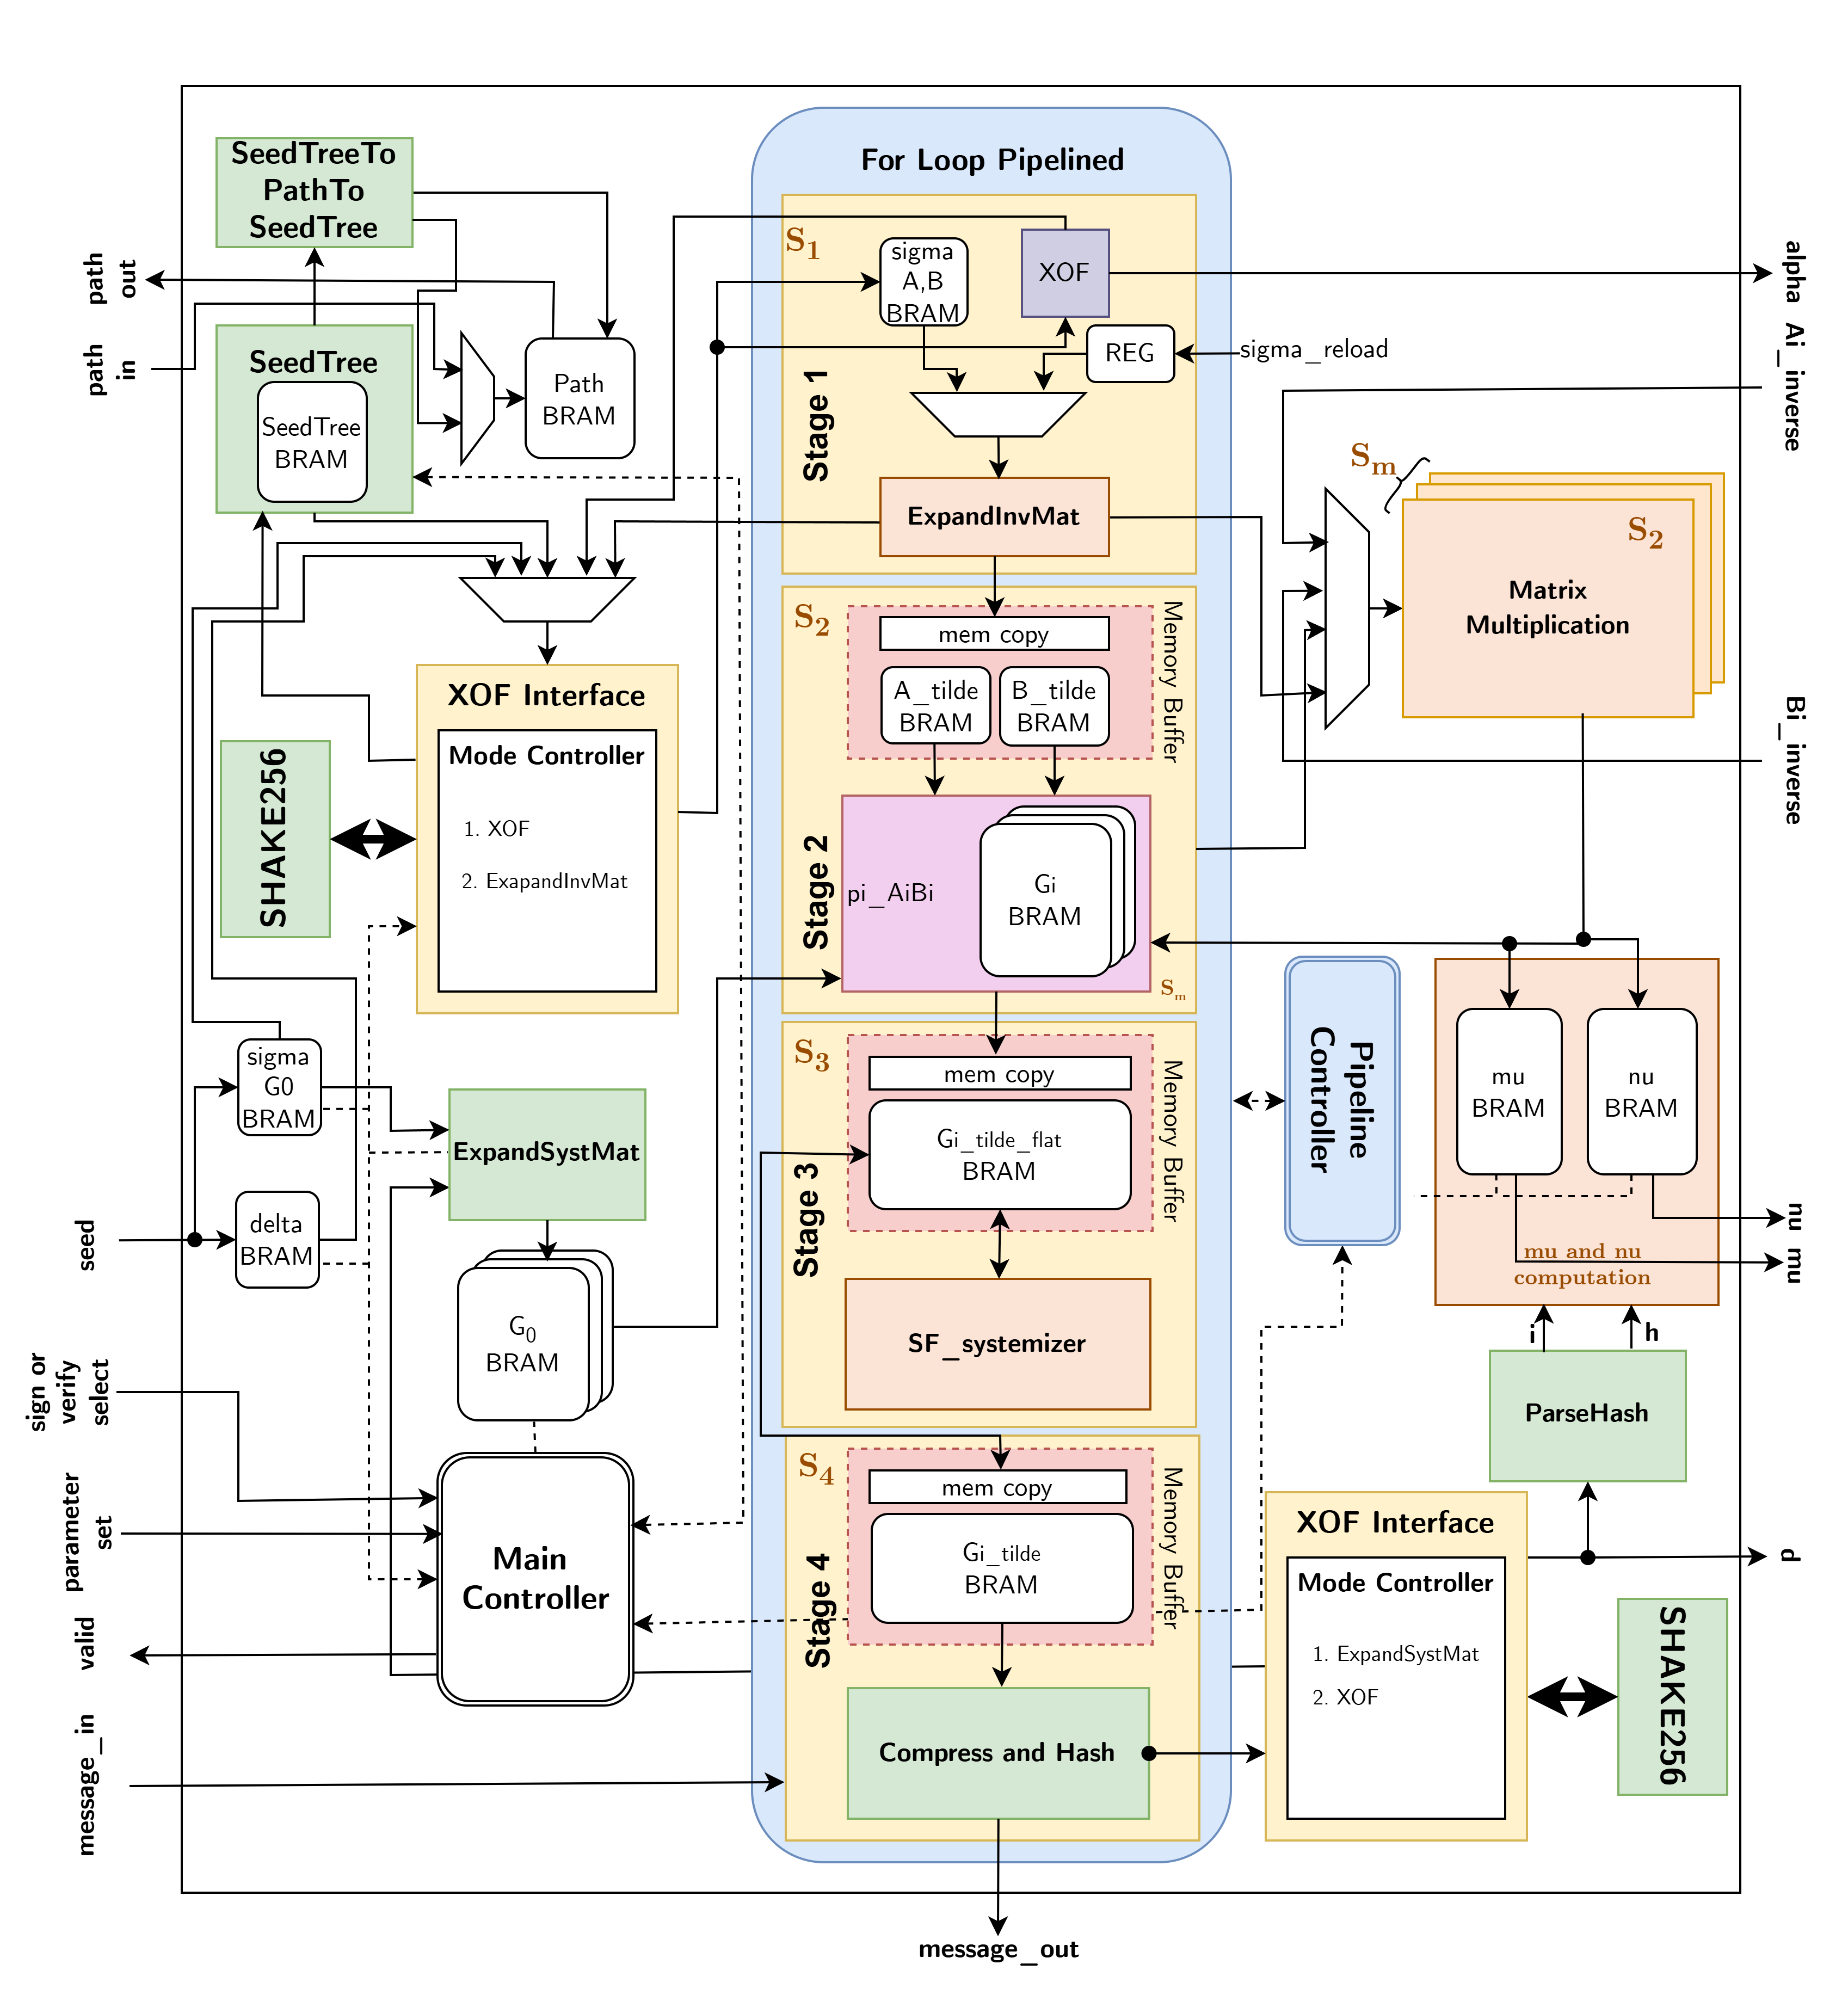 SeedTreeTo
PathTo
SeedTree
path
out
path
in
SeedTree
SeedTree
BRAM
Path
BRAM
For Loop Pipelined
S1
sigma
A,B
BRAM
XOF
REG
sigma_reload
Stage 1
ExpandInvMat
alpha
Ai_inverse
Sm
S2
Matrix
Multiplication
Bi_inverse
XOF Interface
Mode Controller
1. XOF
2. ExapandInvMat
SHAKE256
S2
mem copy
A_tilde
BRAM
B_tilde
BRAM
Memory Buffer
Stage 2
pi_AiBi
Gi
BRAM
Sm
sigma
G0
BRAM
ExpandSystMat
seed
delta
BRAM
G0
BRAM
S3
mem copy
Gi_tilde_flat
BRAM
Memory Buffer
Stage 3
SF_systemizer
Pipeline
Controller
mu
BRAM
nu
BRAM
mu and nu
computation
nu
mu
i
h
ParseHash
sign or
verify
select
parameter
set
valid
message_in
Main
Controller
S4
mem copy
Gi_tilde
BRAM
Memory Buffer
Stage 4
Compress and Hash
XOF Interface
Mode Controller
1. ExpandSystMat
2. XOF
SHAKE256
d
message_out